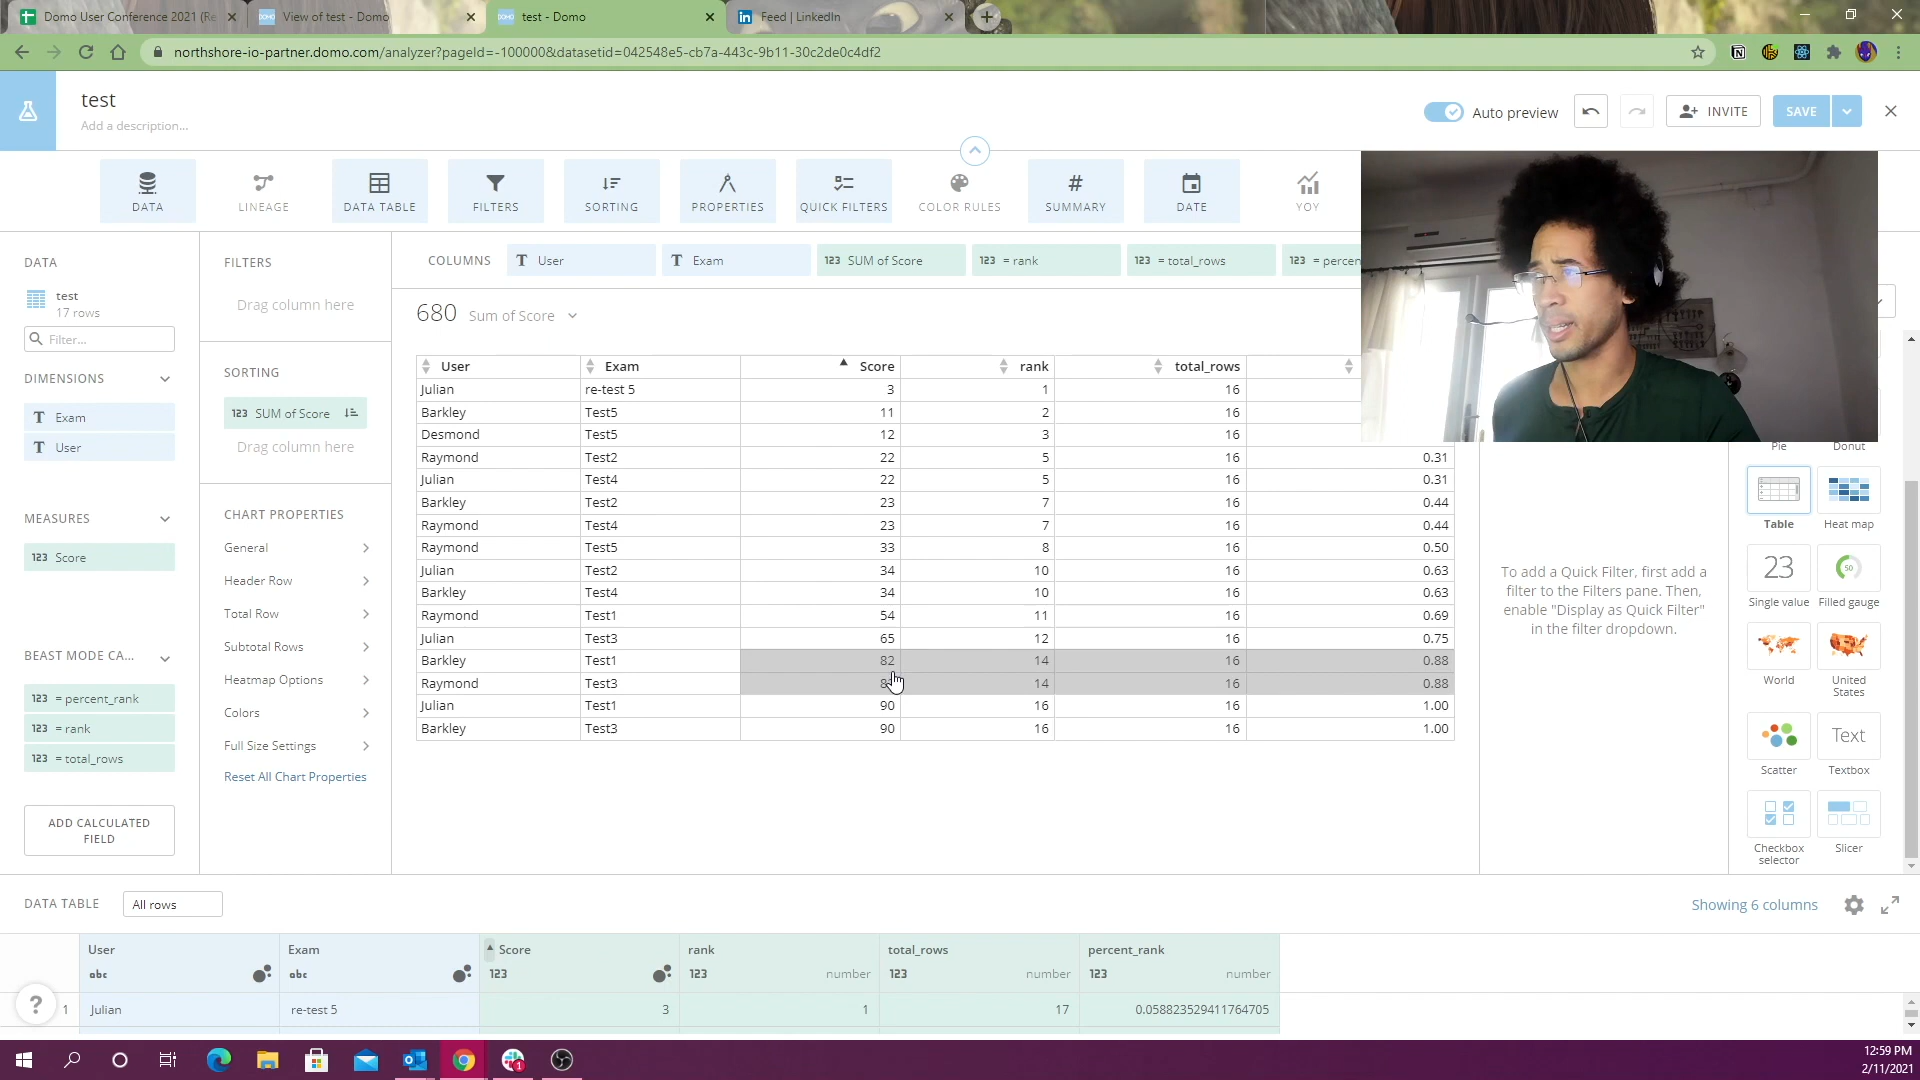 Domo User Conference 2021 (Re
View of test - Domo
test - Domo
Feed | LinkedIn
northshore-io-partner.domo.com/analyzer?pageId=-100000&datasetid=042548e5-cb7a-443c-9b11-30c2de0c4df2
test
Add a description...
Auto preview
INVITE
SAVE
DATA
LINEAGE
DATA TABLE
FILTERS
SORTING
PROPERTIES
QUICK FILTERS
COLOR RULES
SUMMARY
DATE
YOY
DATA
test
17 rows
Filter...
DIMENSIONS
T Exam
T User
MEASURES
123 Score
BEAST MODE CA...
123 = percent_rank
123 = rank
123 = total_rows
ADD CALCULATED
FIELD
FILTERS
Drag column here
SORTING
123 SUM of Score
Drag column here
CHART PROPERTIES
General
Header Row
Total Row
Subtotal Rows
Heatmap Options
Colors
Full Size Settings
Reset All Chart Properties
COLUMNS T User T Exam 123 SUM of Score 123 = rank 123 = total_rows 123 = percen
680 Sum of Score
User Exam Score rank total_rows
Julian re-test 5 3 1 16
Barkley Test5 11 2 16
Desmond Test5 12 3 16
Raymond Test2 22 5 16 0.31
Julian Test4 22 5 16 0.31
Barkley Test2 23 7 16 0.44
Raymond Test4 23 7 16 0.44
Raymond Test5 33 8 16 0.50
Julian Test2 34 10 16 0.63
Barkley Test4 34 10 16 0.63
Raymond Test1 54 11 16 0.69
Julian Test3 65 12 16 0.75
Barkley Test1 82 14 16 0.88
Raymond Test3 14 16 0.88
Julian Test1 90 16 16 1.00
Barkley Test3 90 16 16 1.00
To add a Quick Filter, first add a
filter to the Filters pane. Then,
enable "Display as Quick Filter"
in the filter dropdown.
Pie Donut
Table Heat map
23 50
Single value Filled gauge
World United
States
Text
Scatter Textbox
Checkbox
selector
Slicer
DATA TABLE All rows
Showing 6 columns
User Exam Score rank total_rows percent_rank
abc abc 123 123 number 123 number 123 number
1 Julian re-test 5 3 1 17 0.058823529411764705
?
1
12:59 PM
2/11/2021